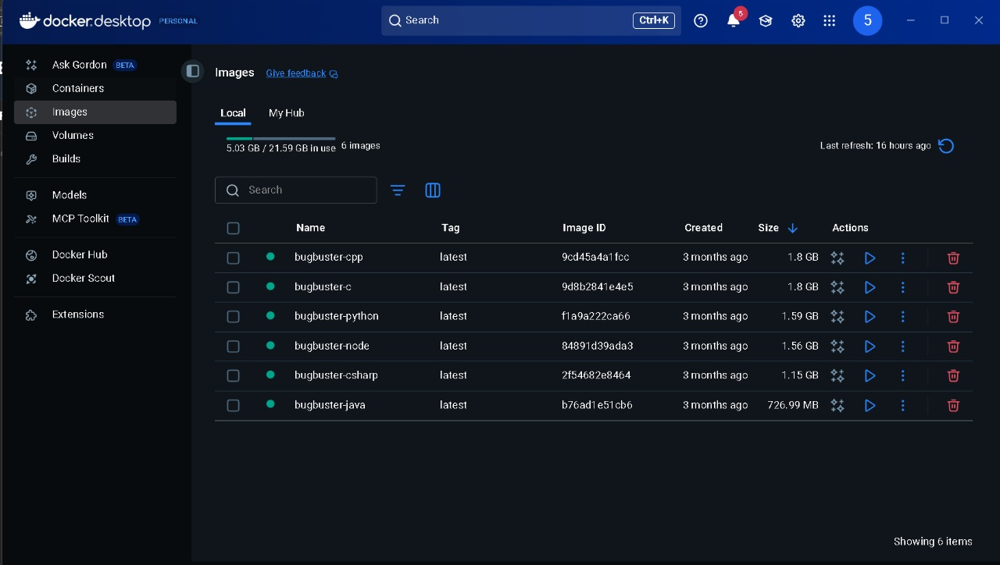 docker.desktop PERSONAL Search Ctrl+K 5 5
Ask Gordon BETA
Containers
Images
Volumes
Builds
Models
MCP Toolkit BETA
Docker Hub
Docker Scout
Extensions
Images Give feedback
Local My Hub
5.03 GB / 21.59 GB in use 6 images Last refresh: 16 hours ago
Search
Name Tag Image ID Created Size Actions
bugbuster-cpp latest 9cd45a4a1fcc 3 months ago 1.8 GB
bugbuster-c latest 9d8b2841e4e5 3 months ago 1.8 GB
bugbuster-python latest f1a9a222ca66 3 months ago 1.59 GB
bugbuster-node latest 84891d39ada3 3 months ago 1.56 GB
bugbuster-csharp latest 2f54682e8464 3 months ago 1.15 GB
bugbuster-java latest b76ad1e51cb6 3 months ago 726.99 MB
Showing 6 items